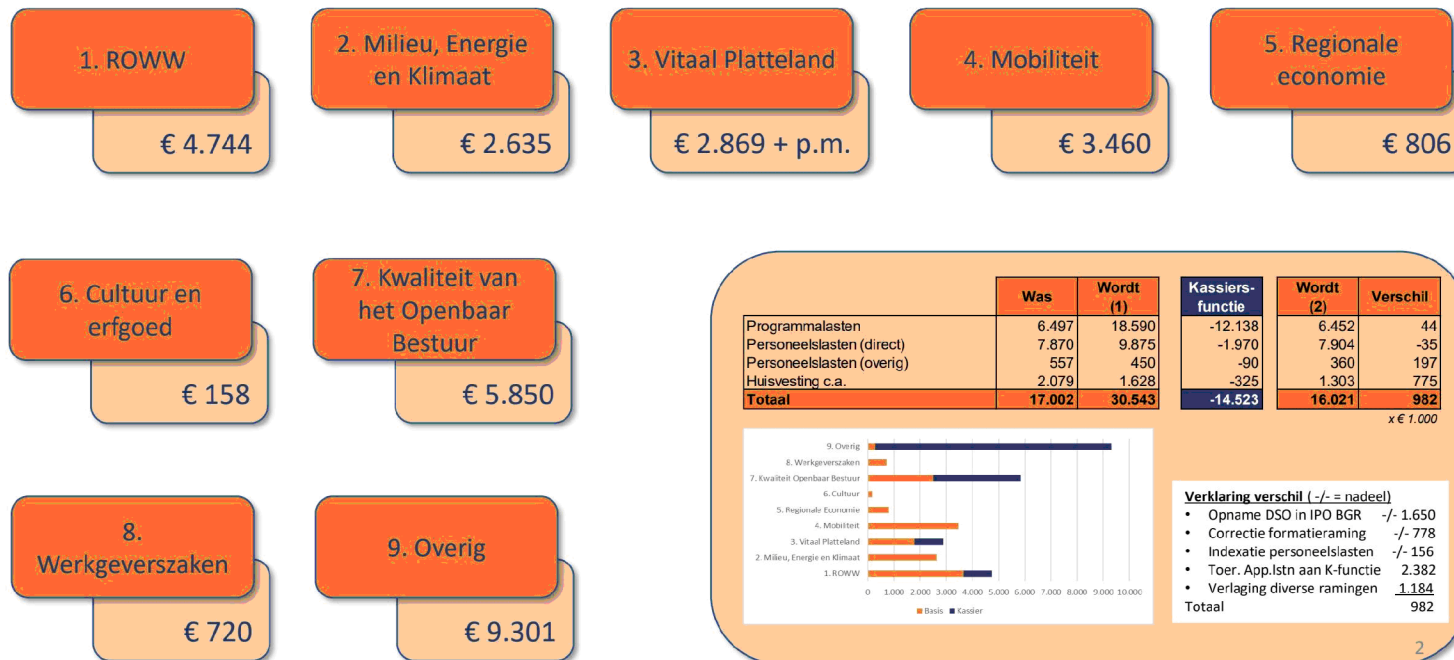 1. ROWW
€ 4.744
2. Milieu, Energie
en Klimaat
€ 2.635
3. Vitaal Platteland
€ 2.869 + p.m.
4. Mobiliteit
€ 3.460
5. Regionale
economie
€ 806
6. Cultuur en
erfgoed
€ 158
7. Kwaliteit van
het Openbaar
Bestuur
€ 5.850
8.
Werkgeverszaken
€ 720
9. Overig
€ 9.301
Was Wordt (1) Kassiers-functie Wordt (2) Verschil
Programmalasten 6.497 18.590 -12.138 6.452 44
Personeelslasten (direct) 7.870 9.875 -1.970 7.904 -35
Personeelslasten (overig) 557 450 -90 360 197
Huisvesting c.a. 2.079 1.628 -325 1.303 775
Totaal 17.002 30.543 -14.523 16.021 982
x € 1.000
9. Overig
8. Werkgeverszaken
7. Kwaliteit Openbaar Bestuur
6. Cultuur
5. Regionale Economie
4. Mobiliteit
3. Vitaal Platteland
2. Milieu, Energie en Klimaat
1. ROWW
0 1.000 2.000 3.000 4.000 5.000 6.000 7.000 8.000 9.000 10.000
Basis Kassier
Verklaring verschil ( -/- = nadeel)
• Opname DSO in IPO BGR -/- 1.650
• Correctie formatieraming -/- 778
• Indexatie personeelslasten -/- 156
• Toer. App.lstn aan K-functie 2.382
• Verlaging diverse ramingen 1.184
Totaal 982
2